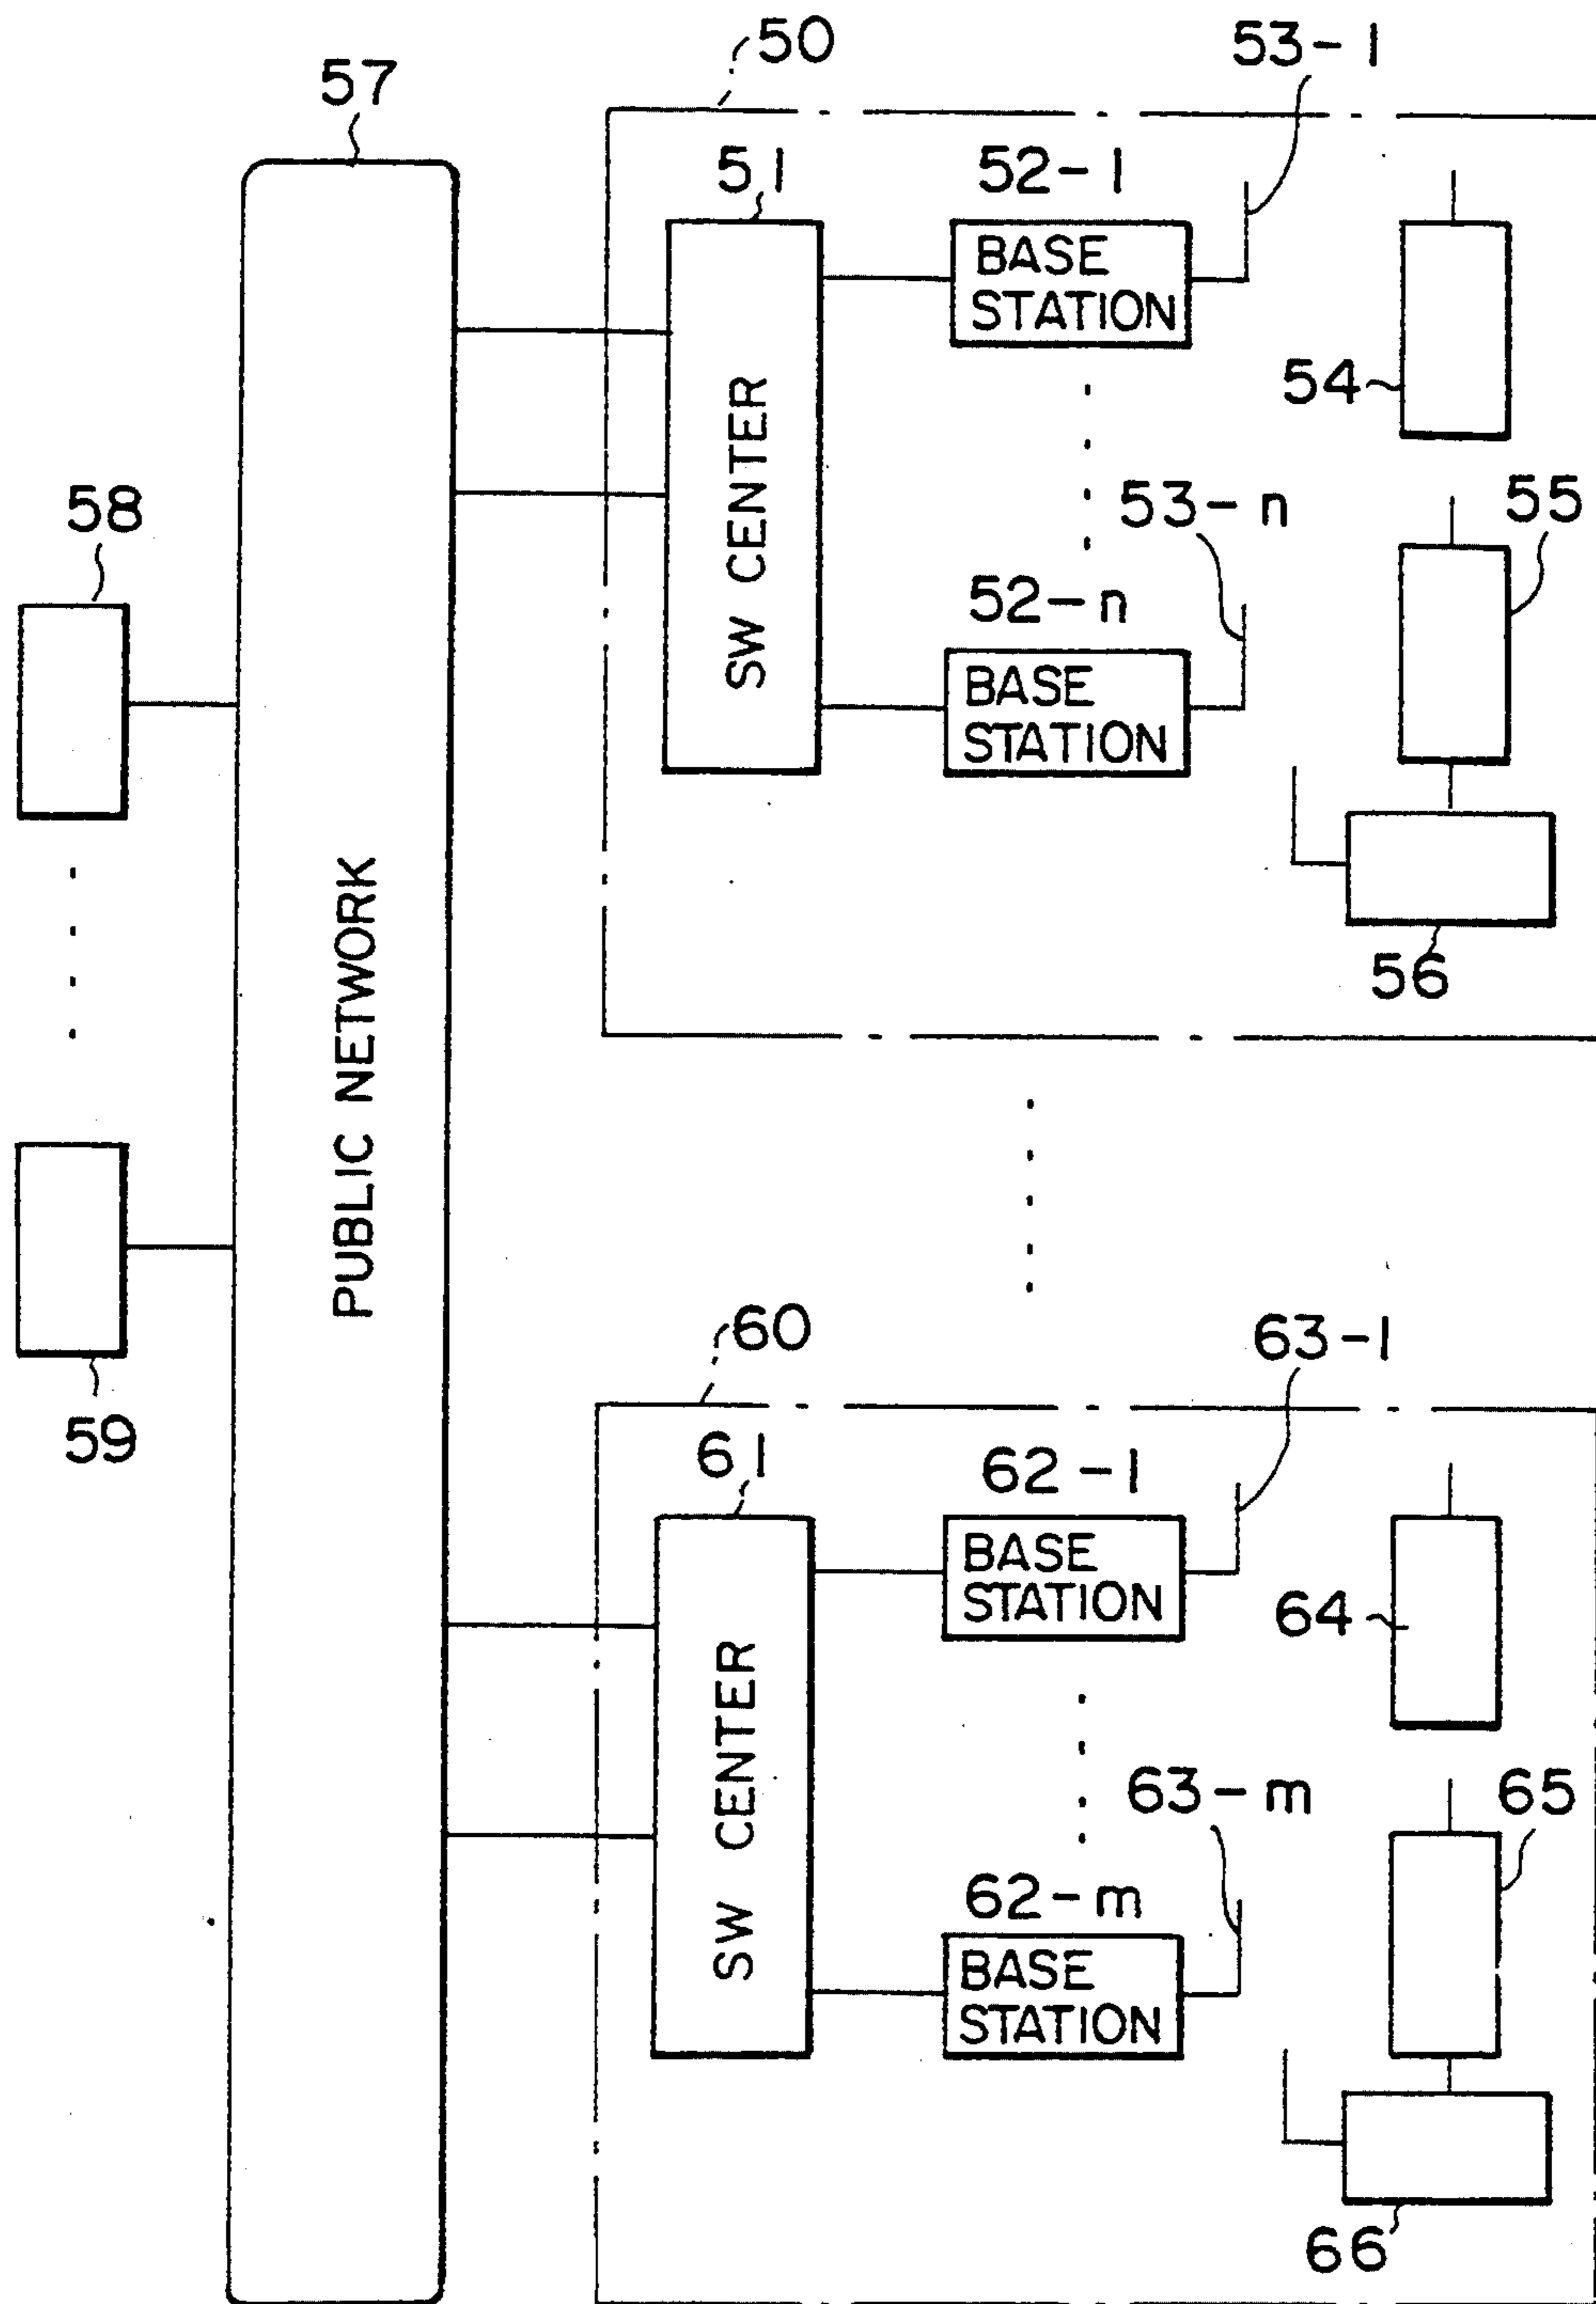 50
53-1
57
51
52-1
BASE
STATION
54
SW CENTER
53-n
55
58
52-n
BASE
STATION
56
PUBLIC NETWORK
59
60
63-1
61
62-1
BASE
STATION
64
SW CENTER
63-m
65
62-m
BASE
STATION
66